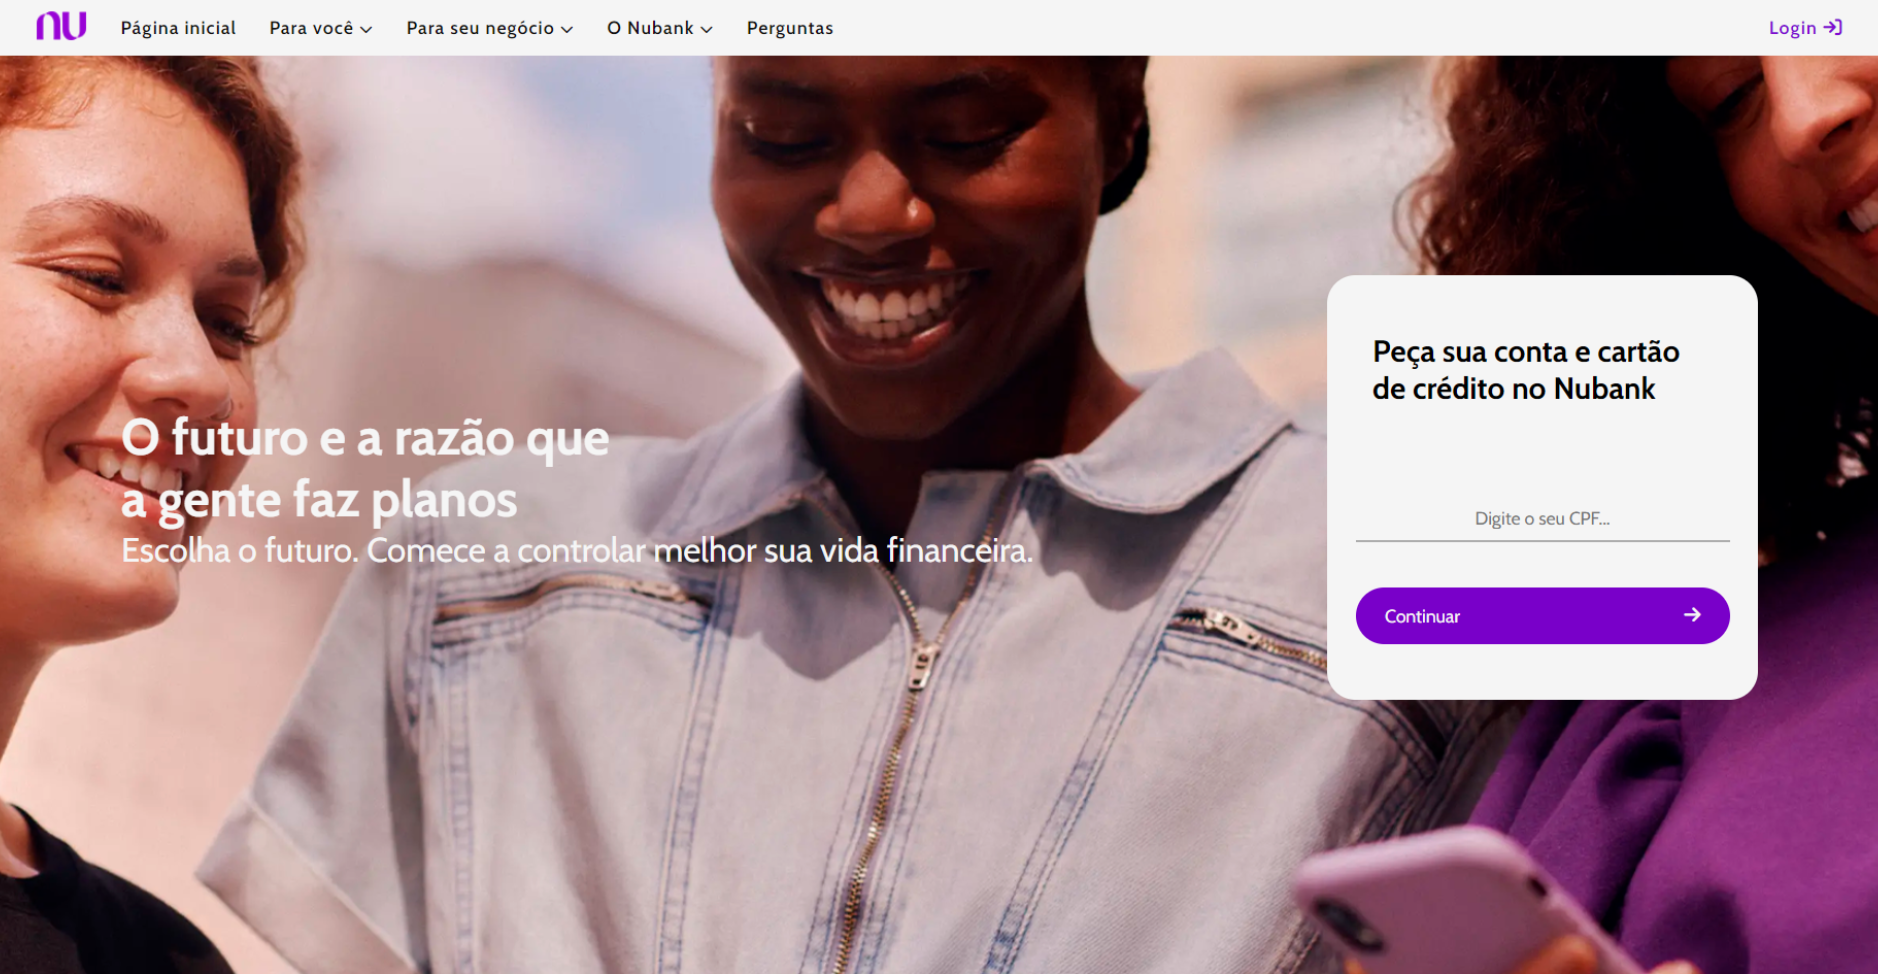 nu
Página inicial
Para você
Para seu negócio
O Nubank
Perguntas
Login
O futuro e a razão que
a gente faz planos
Escolha o futuro. Comece a controlar melhor sua vida financeira.
Peça sua conta e cartão
de crédito no Nubank
Digite o seu CPF...
Continuar